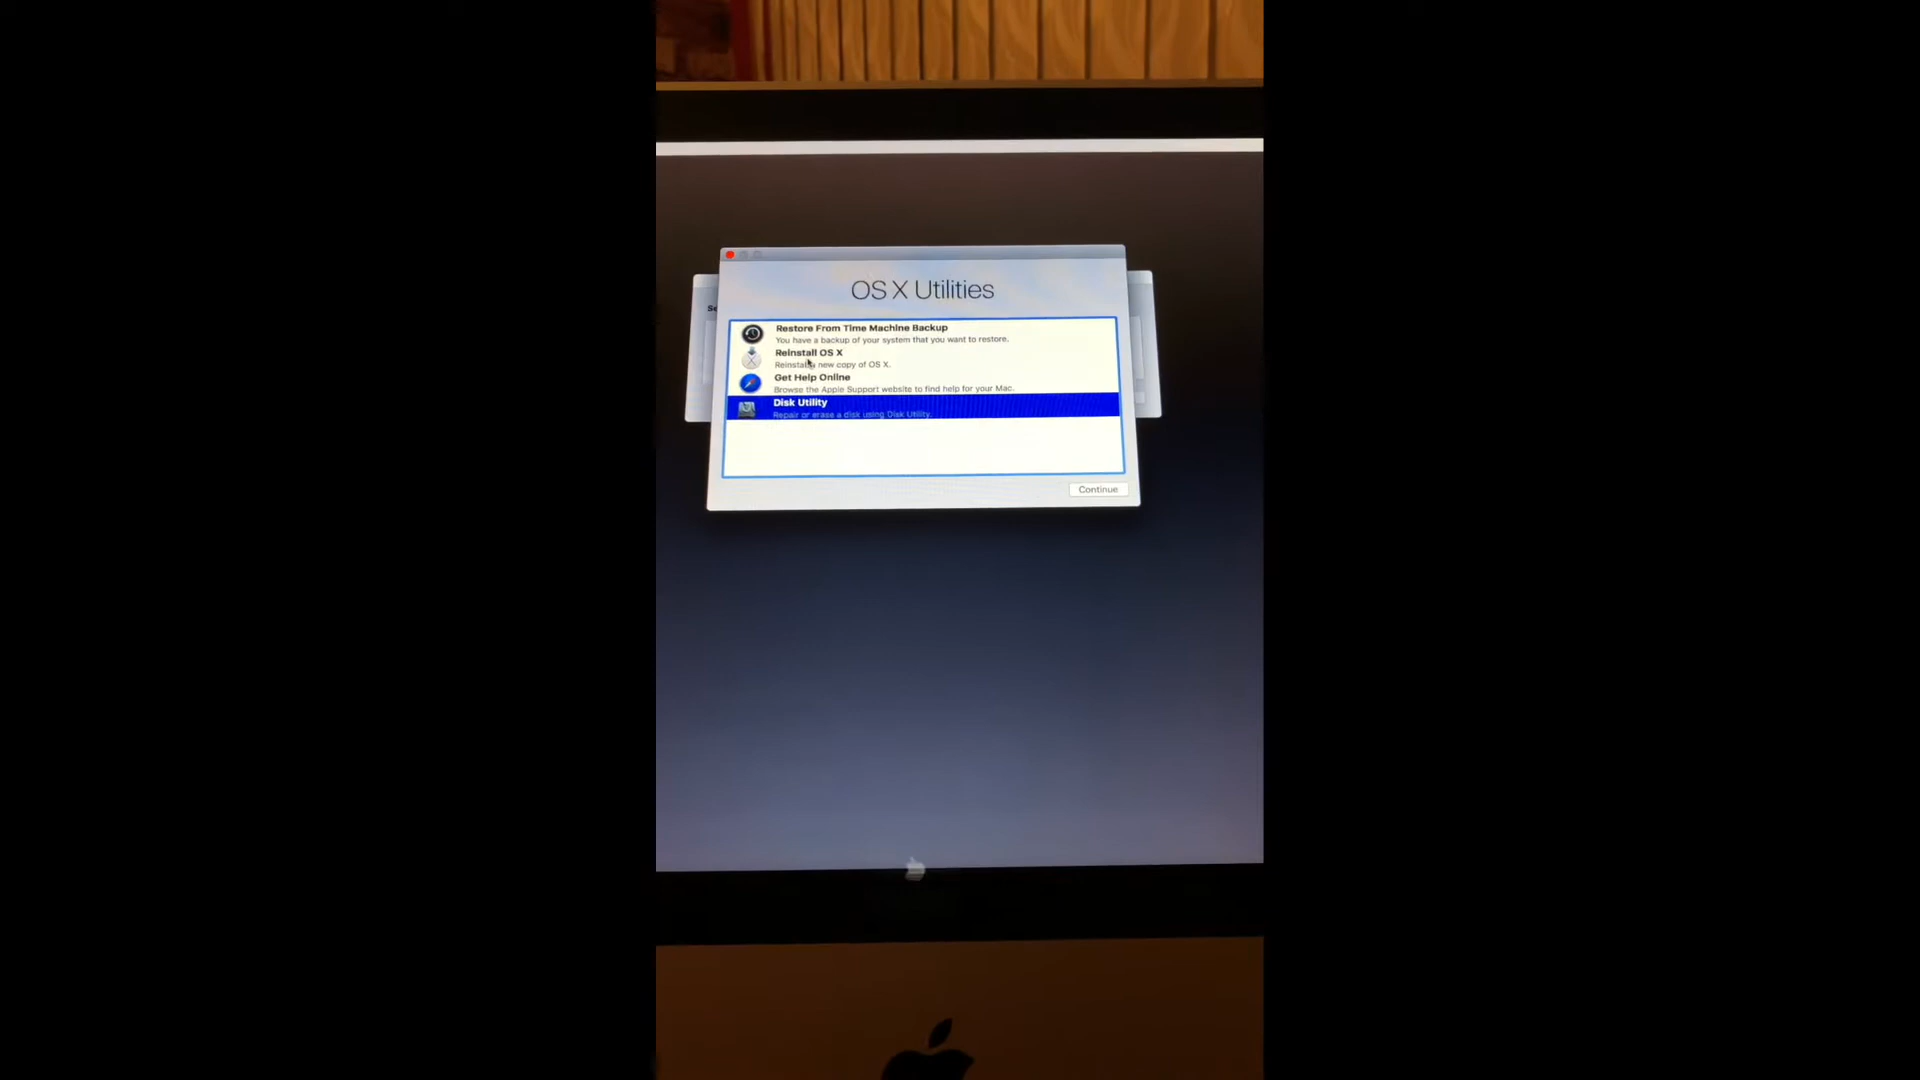 OS X Utilities
Restore From Time Machine Backup
You have a backup of your system that you want to restore.
Reinstall OS X
new copy of OS X.
Get Help Online
Browse the Apple Support website to find help for your Mac.
Disk Utility
Repair or erase a disk using Disk Utility.
Continue